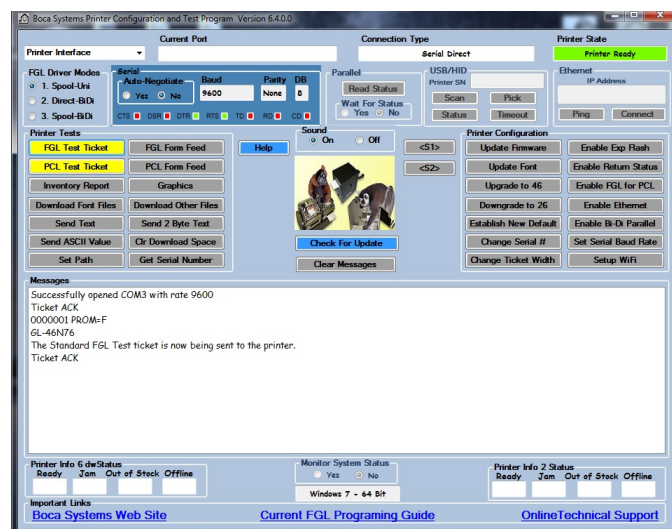 Boca Systems Printer Configuration and Test Program Version 6.4.0.0
Current Port
Connection Type
Printer State
Printer Interface
Serial Direct
Printer Ready
FGL Driver Modes
1. Spool-Uni
2. Direct-BiDi
3. Spool-BiDi
Serial
Auto-Negotiate
Yes No
Baud
9600
Parity
None
DB
8
CTS DSR DTR RTS TD RD CD
Parallel
Read Status
Wait For Status
Yes No
USB/HID
Printer SN
Scan Pick
Status Timeout
Ethernet
IP Address
Ping Connect
Printer Tests
FGL Test Ticket FGL Form Feed
PCL Test Ticket PCL Form Feed
Inventory Report Graphics
Download Font Files Download Other Files
Send Text Send 2 Byte Text
Send ASCII Value Clr Download Space
Set Path Get Serial Number
Help
Sound
On Off
<S1>
<S2>
Check For Update
Clear Messages
Printer Configuration
Update Firmware Enable Exp Flash
Update Font Enable Return Status
Upgrade to 46 Enable FGL for PCL
Downgrade to 26 Enable Ethernet
Establish New Default Enable Bi-Di Parallel
Change Serial # Set Serial Baud Rate
Change Ticket Width Setup WiFi
Messages
Successfully opened COM3 with rate 9600
Ticket ACK
0000001 PROM=F
GL-46N76
The Standard FGL Test ticket is now being sent to the printer.
Ticket ACK
Printer Info 6 dwStatus
Ready Jam Out of Stock Offline
Monitor System Status
Yes No
Windows 7 - 64 Bit
Printer Info 2 Status
Ready Jam Out of Stock Offline
Important Links
Boca Systems Web Site
Current FGL Programing Guide
OnlineTechnical Support